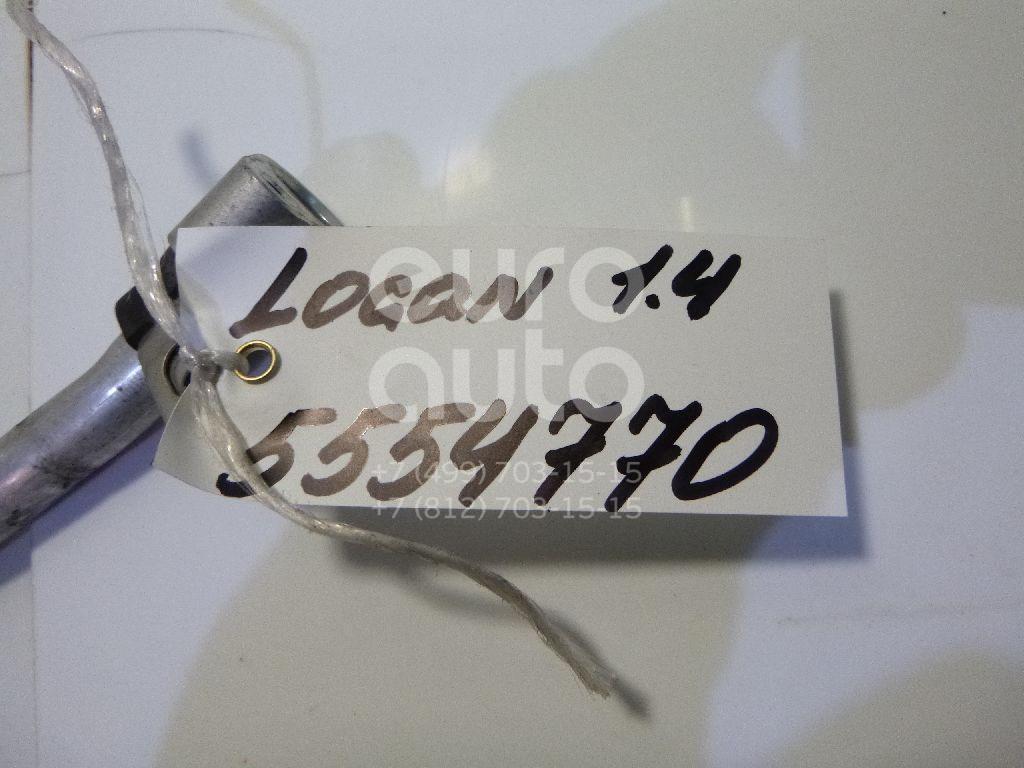 LOGAN 1.4
euro
auto
5554770
+7 (499) 703-15-15
+7 (812) 703-15-15